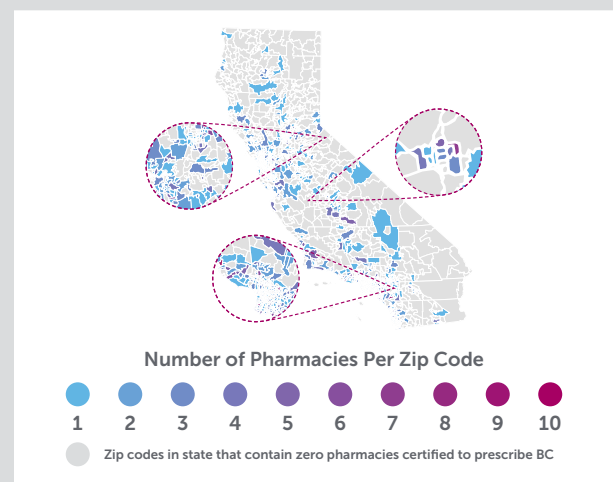 Number of Pharmacies Per Zip Code
1 2 3 4 5 6 7 8 9 10
Zip codes in state that contain zero pharmacies certified to prescribe BC